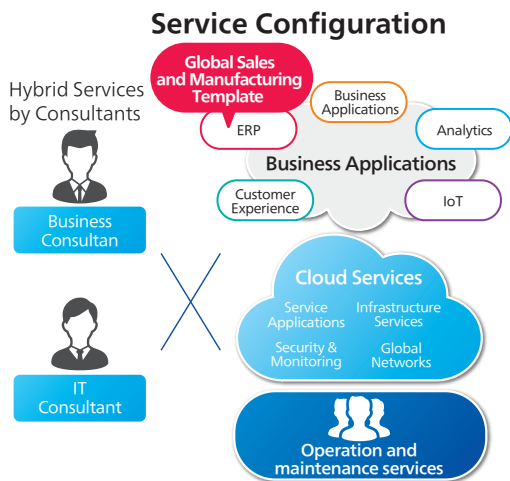 Service Configuration
Hybrid Services
by Consultants
Business
Consultan
IT
Consultant
Global Sales
and Manufacturing
Template
ERP
Business
Applications
Analytics
Business Applications
Customer
Experience
IoT
Cloud Services
Service
Applications
Infrastructure
Services
Security &
Monitoring
Global
Networks
Operation and
maintenance services